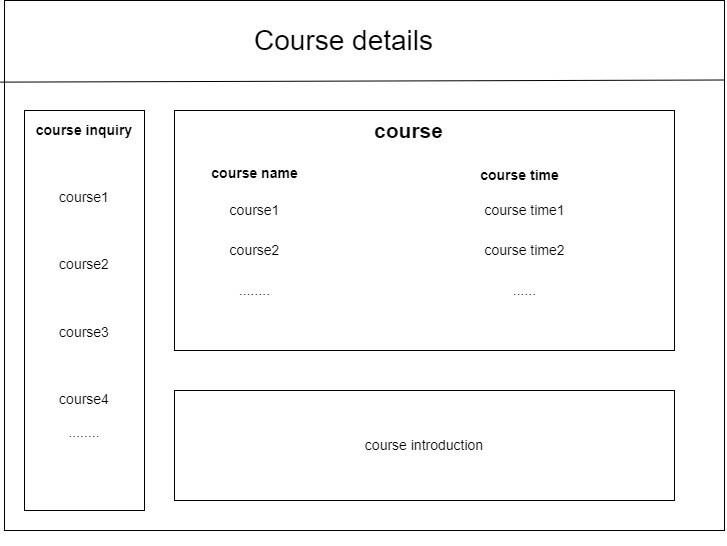 Course details
course inquiry
course1
course2
course3
course4
........
course
course name course time
course1 course time1
course2 course time2
........ ......
course introduction